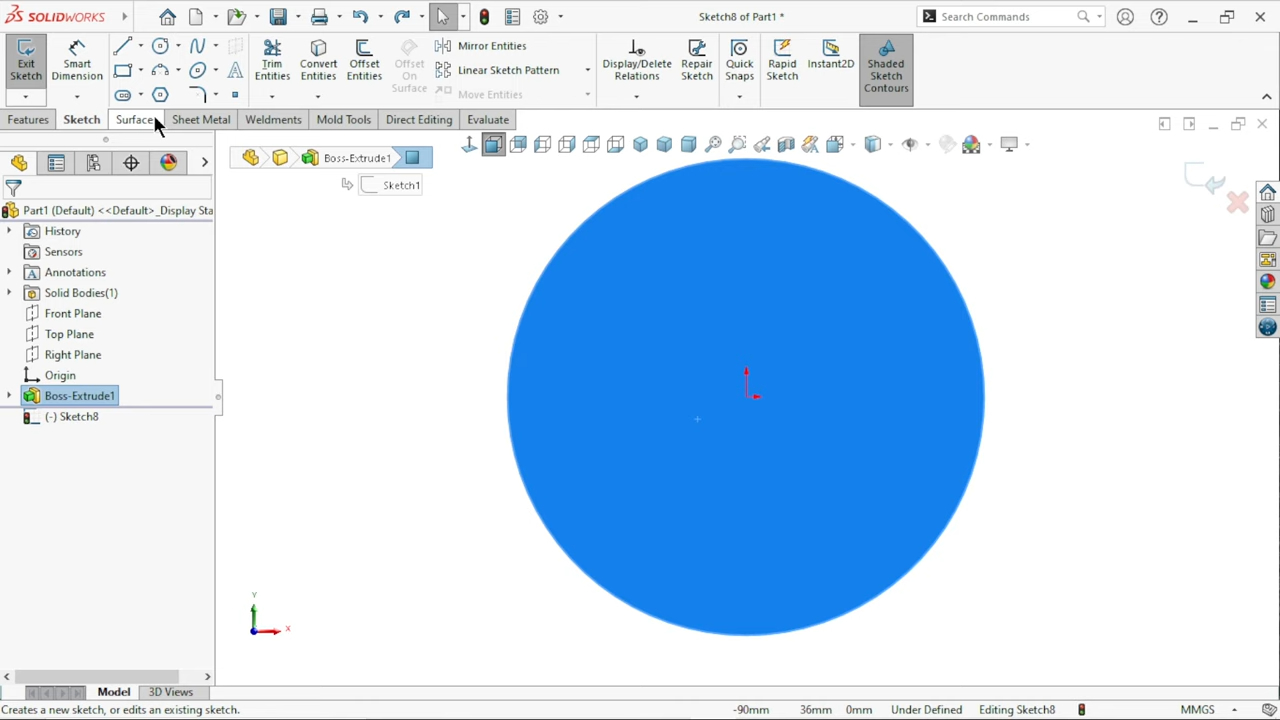 SOLIDWORKS
Sketch8 of Part1 *
Search Commands
Exit Sketch
Smart Dimension
Trim Entities
Convert Entities
Offset Entities
Offset On Surface
Mirror Entities
Linear Sketch Pattern
Move Entities
Display/Delete Relations
Repair Sketch
Quick Snaps
Rapid Sketch
Instant2D
Shaded Sketch Contours
Features
Sketch
Surface
Sheet Metal
Weldments
Mold Tools
Direct Editing
Evaluate
Boss-Extrude1
Sketch1
Part1 (Default) <<Default>_Display Sta
History
Sensors
Annotations
Solid Bodies(1)
Front Plane
Top Plane
Right Plane
Origin
Boss-Extrude1
(-) Sketch8
Y
X
Model
3D Views
Creates a new sketch, or edits an existing sketch.
-90mm 36mm 0mm Under Defined Editing Sketch8 MMGS